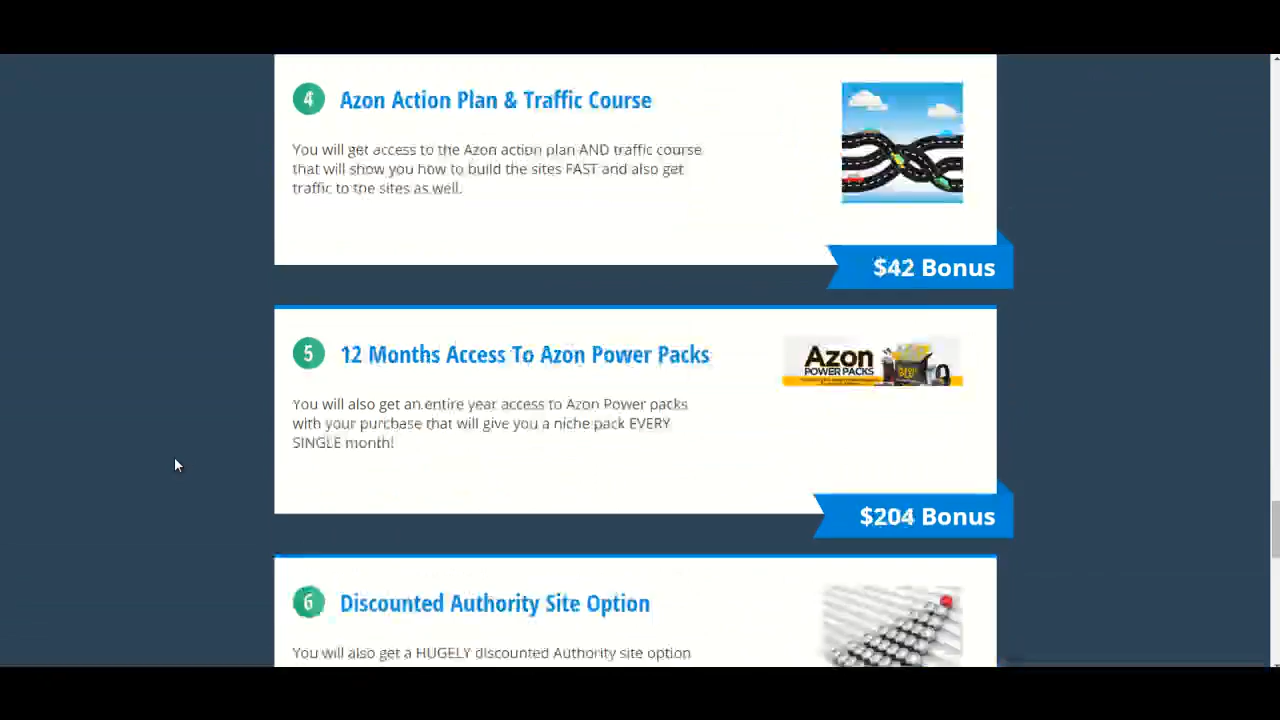 4 Azon Action Plan & Traffic Course
You will get access to the Azon action plan AND traffic course
that will show you how to build the sites FAST and also get
traffic to the sites as well.
$42 Bonus
5 12 Months Access To Azon Power Packs
Azon
POWER PACKS
You will also get an entire year access to Azon Power packs
with your purchase that will give you a niche pack EVERY
SINGLE month!
$204 Bonus
6 Discounted Authority Site Option
You will also get a HUGELY discounted Authority site option